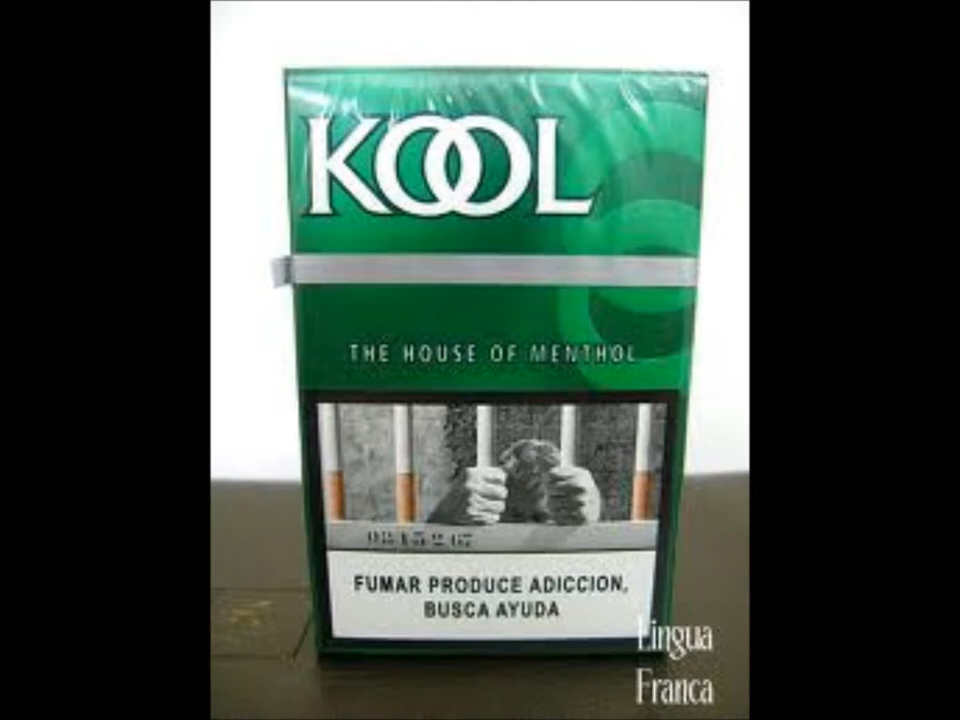 KOOL
THE HOUSE OF MENTHOL
FUMAR PRODUCE ADICCION,
BUSCA AYUDA
Lingua
Franca